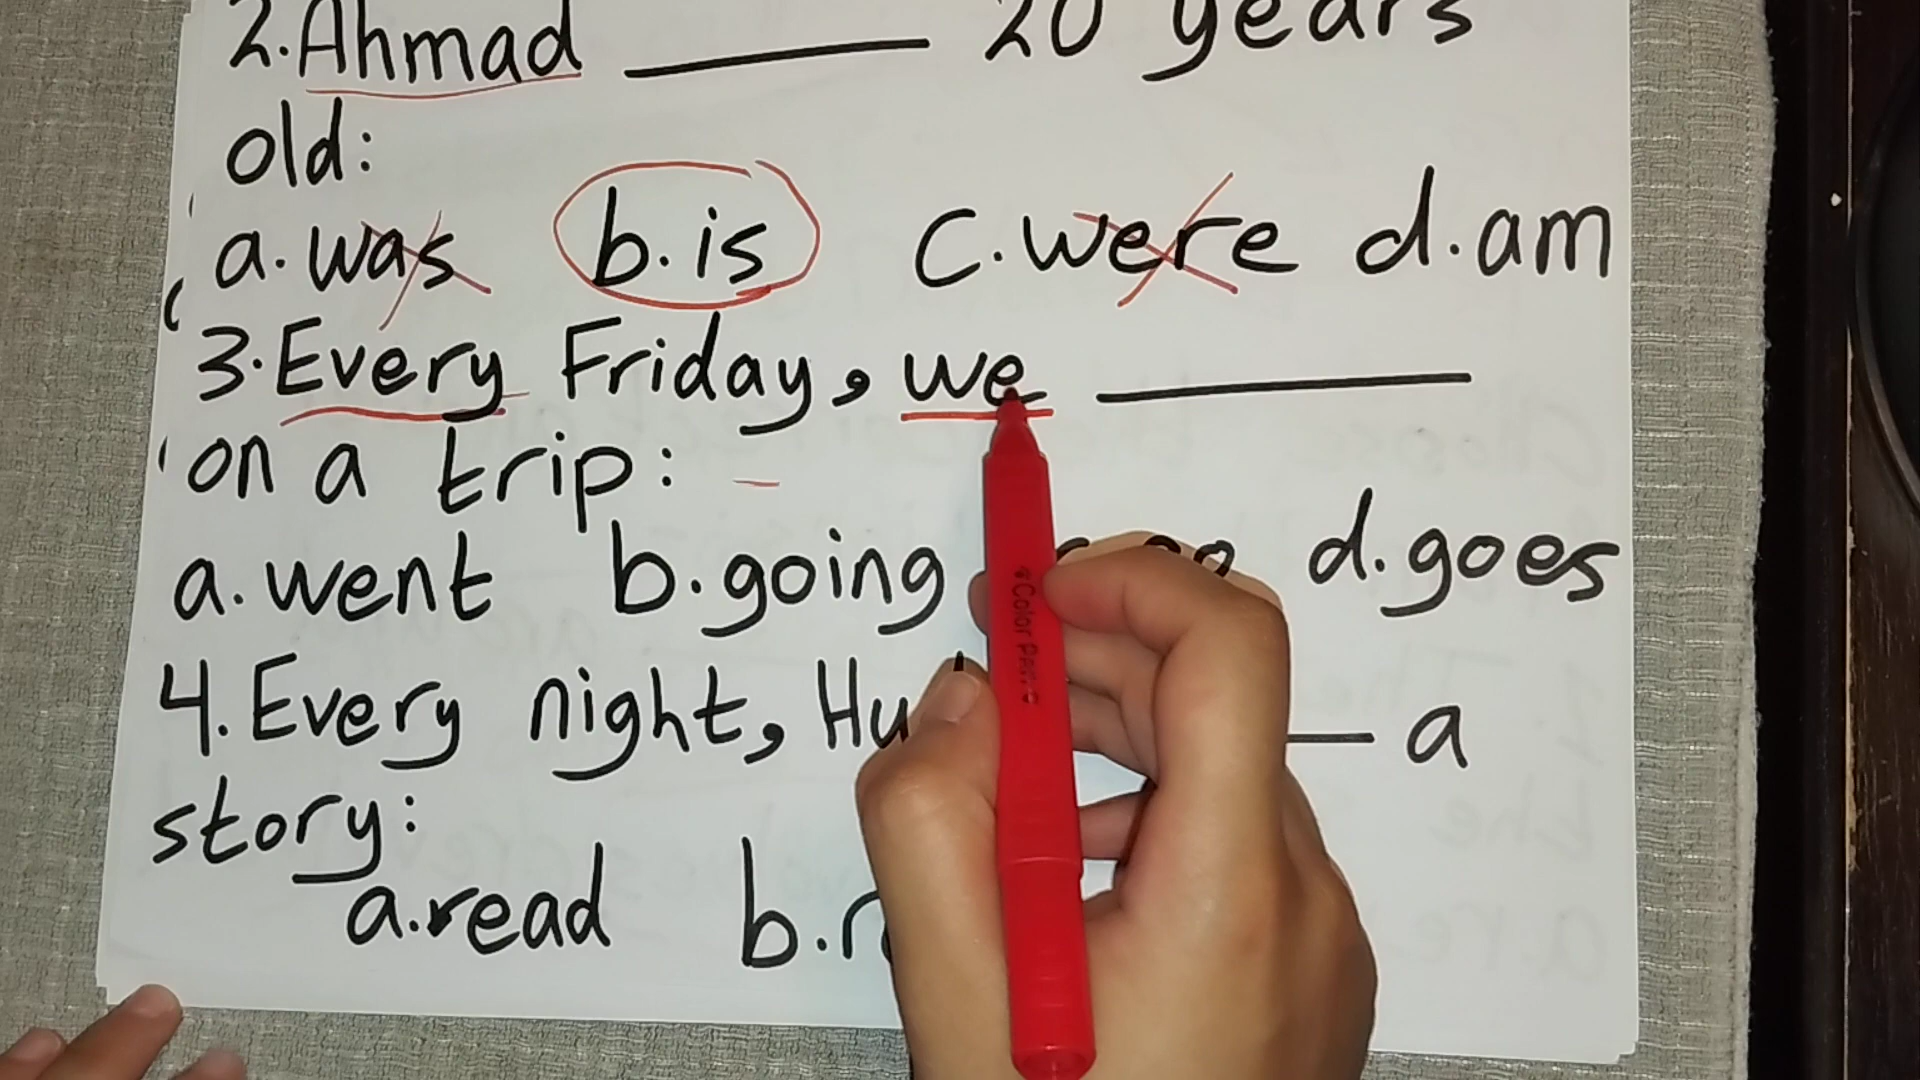 2. Ahmad ______ 20 years
old:
a. was b. is c. were d. am
3. Every Friday, we ______
on a trip:
a. went b. going d. goes
4. Every night, ______ a
story:
a. read b.
Color